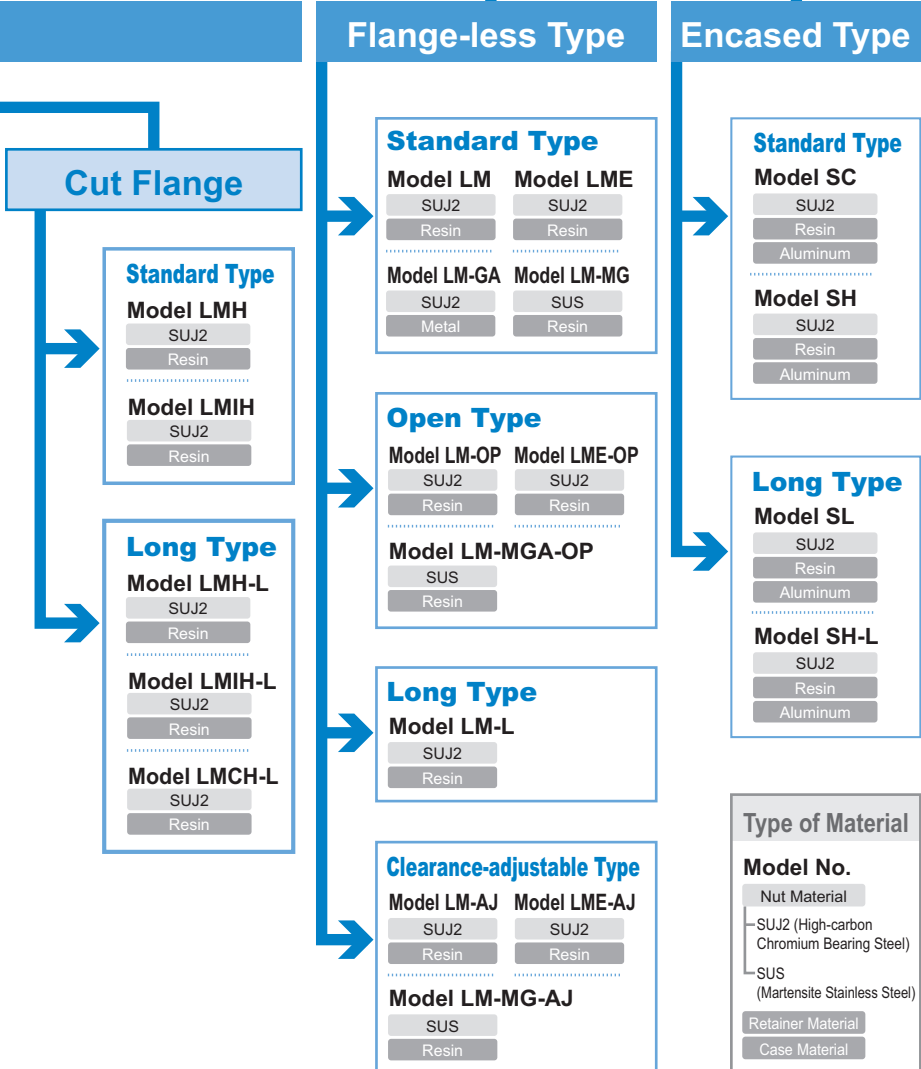 Flange-less Type
Encased Type
Cut Flange
Standard Type
Model LMH
SUJ2
Resin
Model LMIH
SUJ2
Resin
Long Type
Model LMH-L
SUJ2
Resin
Model LMIH-L
SUJ2
Resin
Model LMCH-L
SUJ2
Resin
Standard Type
Model LM Model LME
SUJ2 SUJ2
Resin Resin
Model LM-GA Model LM-MG
SUJ2 SUS
Metal Resin
Open Type
Model LM-OP Model LME-OP
SUJ2 SUJ2
Resin Resin
Model LM-MGA-OP
SUS
Resin
Long Type
Model LM-L
SUJ2
Resin
Clearance-adjustable Type
Model LM-AJ Model LME-AJ
SUJ2 SUJ2
Resin Resin
Model LM-MG-AJ
SUS
Resin
Standard Type
Model SC
SUJ2
Resin
Aluminum
Model SH
SUJ2
Resin
Aluminum
Long Type
Model SL
SUJ2
Resin
Aluminum
Model SH-L
SUJ2
Resin
Aluminum
Type of Material
Model No.
Nut Material
SUJ2 (High-carbon
Chromium Bearing Steel)
SUS
(Martensite Stainless Steel)
Retainer Material
Case Material